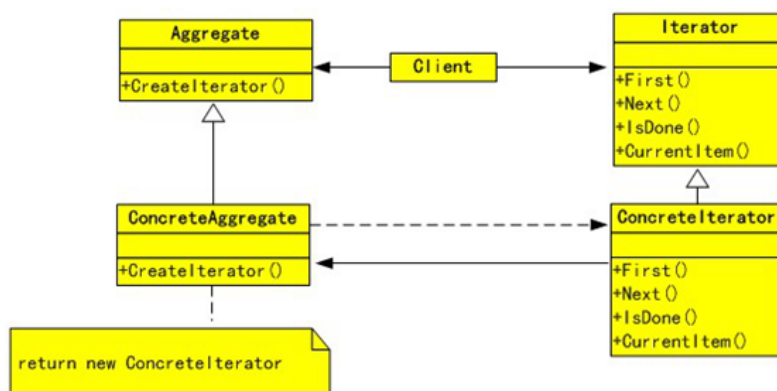 Aggregate
+CreateIterator()
Client
Iterator
+First()
+Next()
+IsDone()
+CurrentItem()
ConcreteAggregate
+CreateIterator()
ConcreteIterator
+First()
+Next()
+IsDone()
+CurrentItem()
return new ConcreteIterator